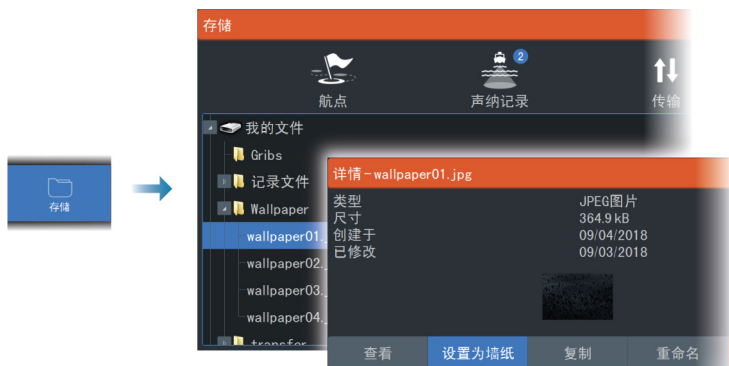 存储
2
航点
声纳记录
传输
我的文件
Gribs
记录文件
Wallpaper
wallpaper01.
wallpaper02.
wallpaper03.
wallpaper04.
transfer
存储
详情-wallpaper01.jpg
类型 JPEG图片
尺寸 364.9 kB
创建于 09/04/2018
已修改 09/03/2018
查看 设置为墙纸 复制 重命名